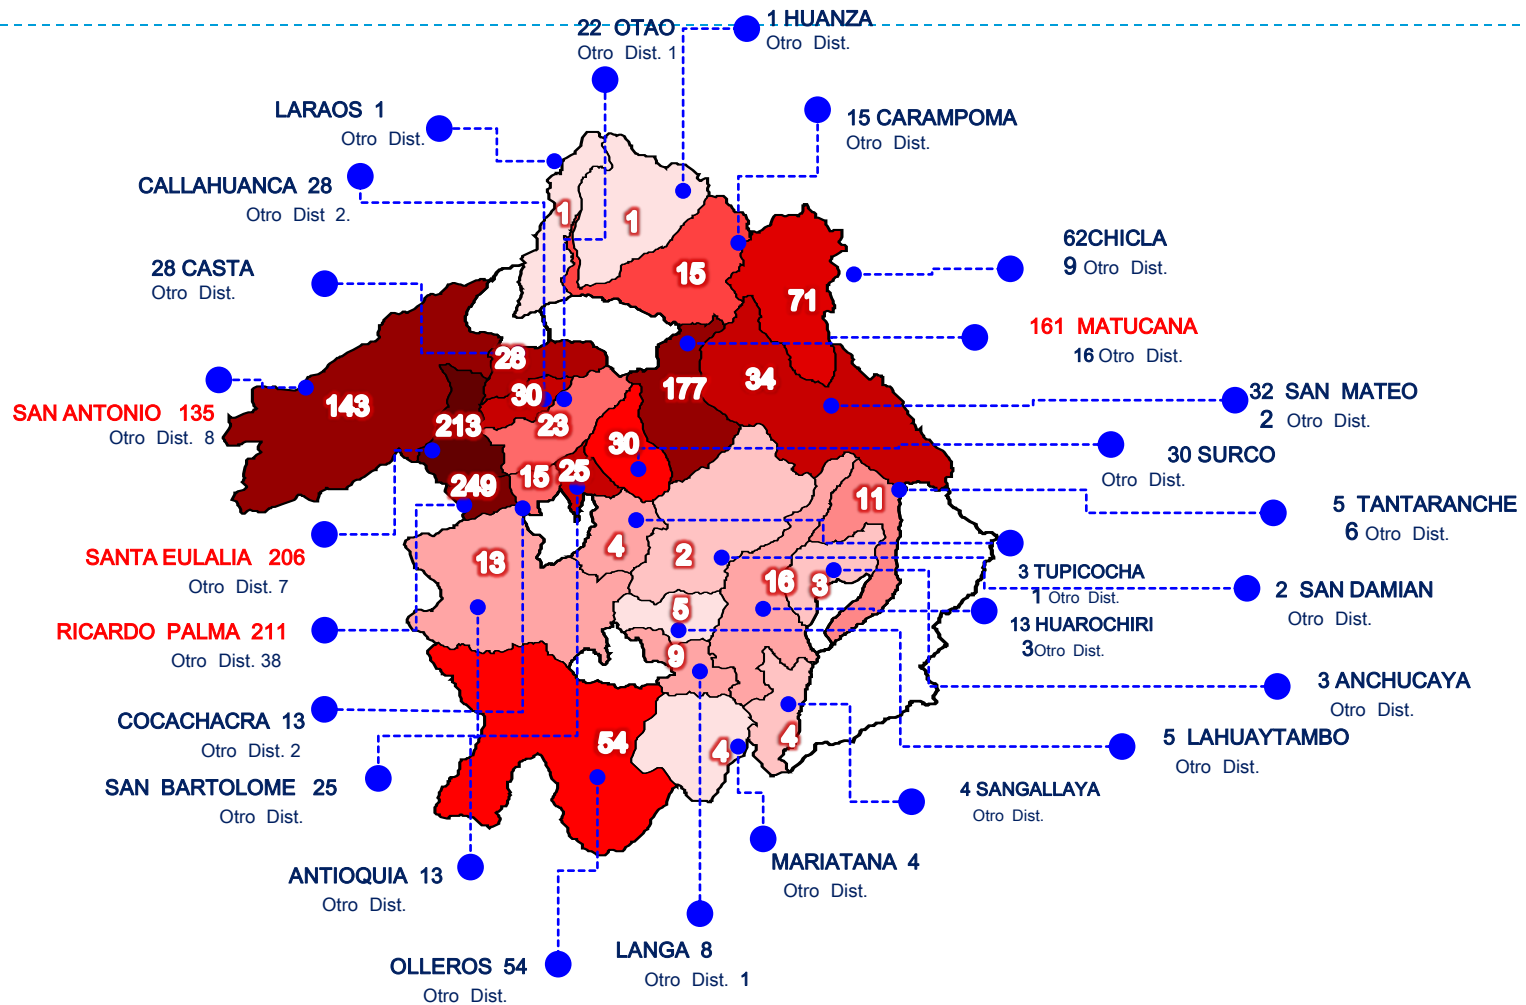 22 OTAO
Otro Dist. 1
1 HUANZA
Otro Dist.
LARAOS 1
Otro Dist.
15 CARAMPOMA
Otro Dist.
CALLAHUANCA 28
Otro Dist 2.
28 CASTA
Otro Dist.
62CHICLA
9 Otro Dist.
161 MATUCANA
16 Otro Dist.
SAN ANTONIO 135
Otro Dist. 8
32 SAN MATEO
2 Otro Dist.
30 SURCO
Otro Dist.
5 TANTARANCHE
6 Otro Dist.
SANTA EULALIA 206
Otro Dist. 7
3 TUPICOCHA
1 Otro Dist.
2 SAN DAMIAN
Otro Dist.
RICARDO PALMA 211
Otro Dist. 38
13 HUAROCHIRI
3Otro Dist.
3 ANCHUCAYA
Otro Dist.
COCACHACRA 13
Otro Dist. 2
5 LAHUAYTAMBO
Otro Dist.
SAN BARTOLOME 25
Otro Dist.
4 SANGALLAYA
Otro Dist.
ANTIOQUIA 13
Otro Dist.
MARIATANA 4
Otro Dist.
OLLEROS 54
Otro Dist.
LANGA 8
Otro Dist. 1
1
1
15
71
28
30
143
213
23
177
34
30
249
15
25
11
13
4
2
16
3
5
9
54
4
4